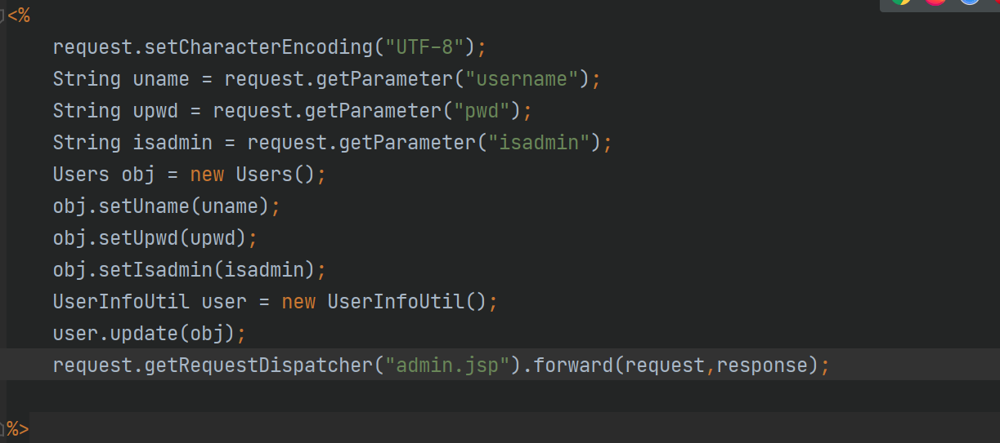 <%
request.setCharacterEncoding("UTF-8");
String uname = request.getParameter("username");
String upwd = request.getParameter("pwd");
String isadmin = request.getParameter("isadmin");
Users obj = new Users();
obj.setUname(uname);
obj.setUpwd(upwd);
obj.setIsadmin(isadmin);
UserInfoUtil user = new UserInfoUtil();
user.update(obj);
request.getRequestDispatcher("admin.jsp").forward(request,response);
%>